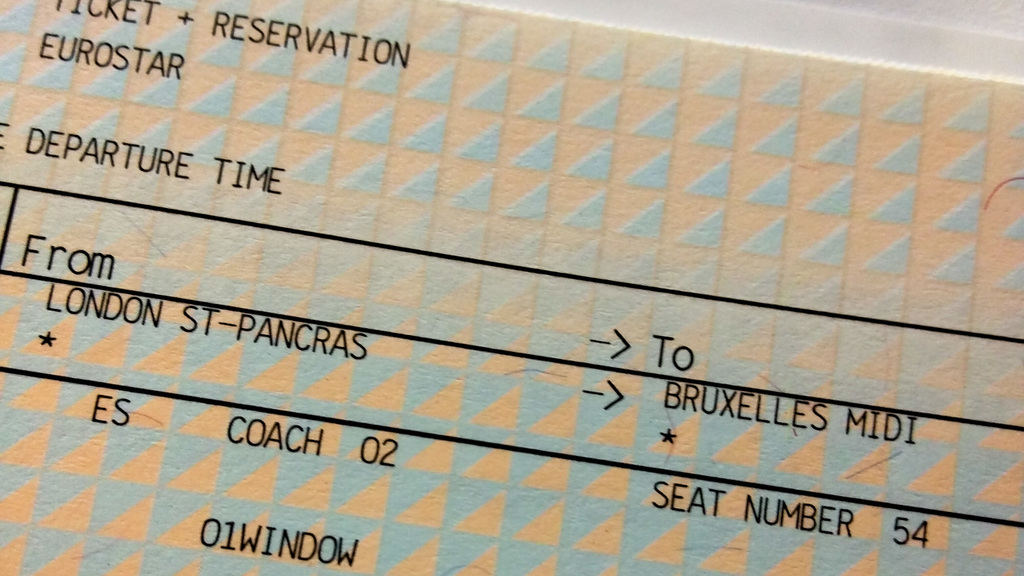 TICKET + RESERVATION
EUROSTAR
DEPARTURE TIME
From -> To
LONDON ST-PANCRAS -> BRUXELLES MIDI
* *
ES COACH 02 SEAT NUMBER 54
01WINDOW